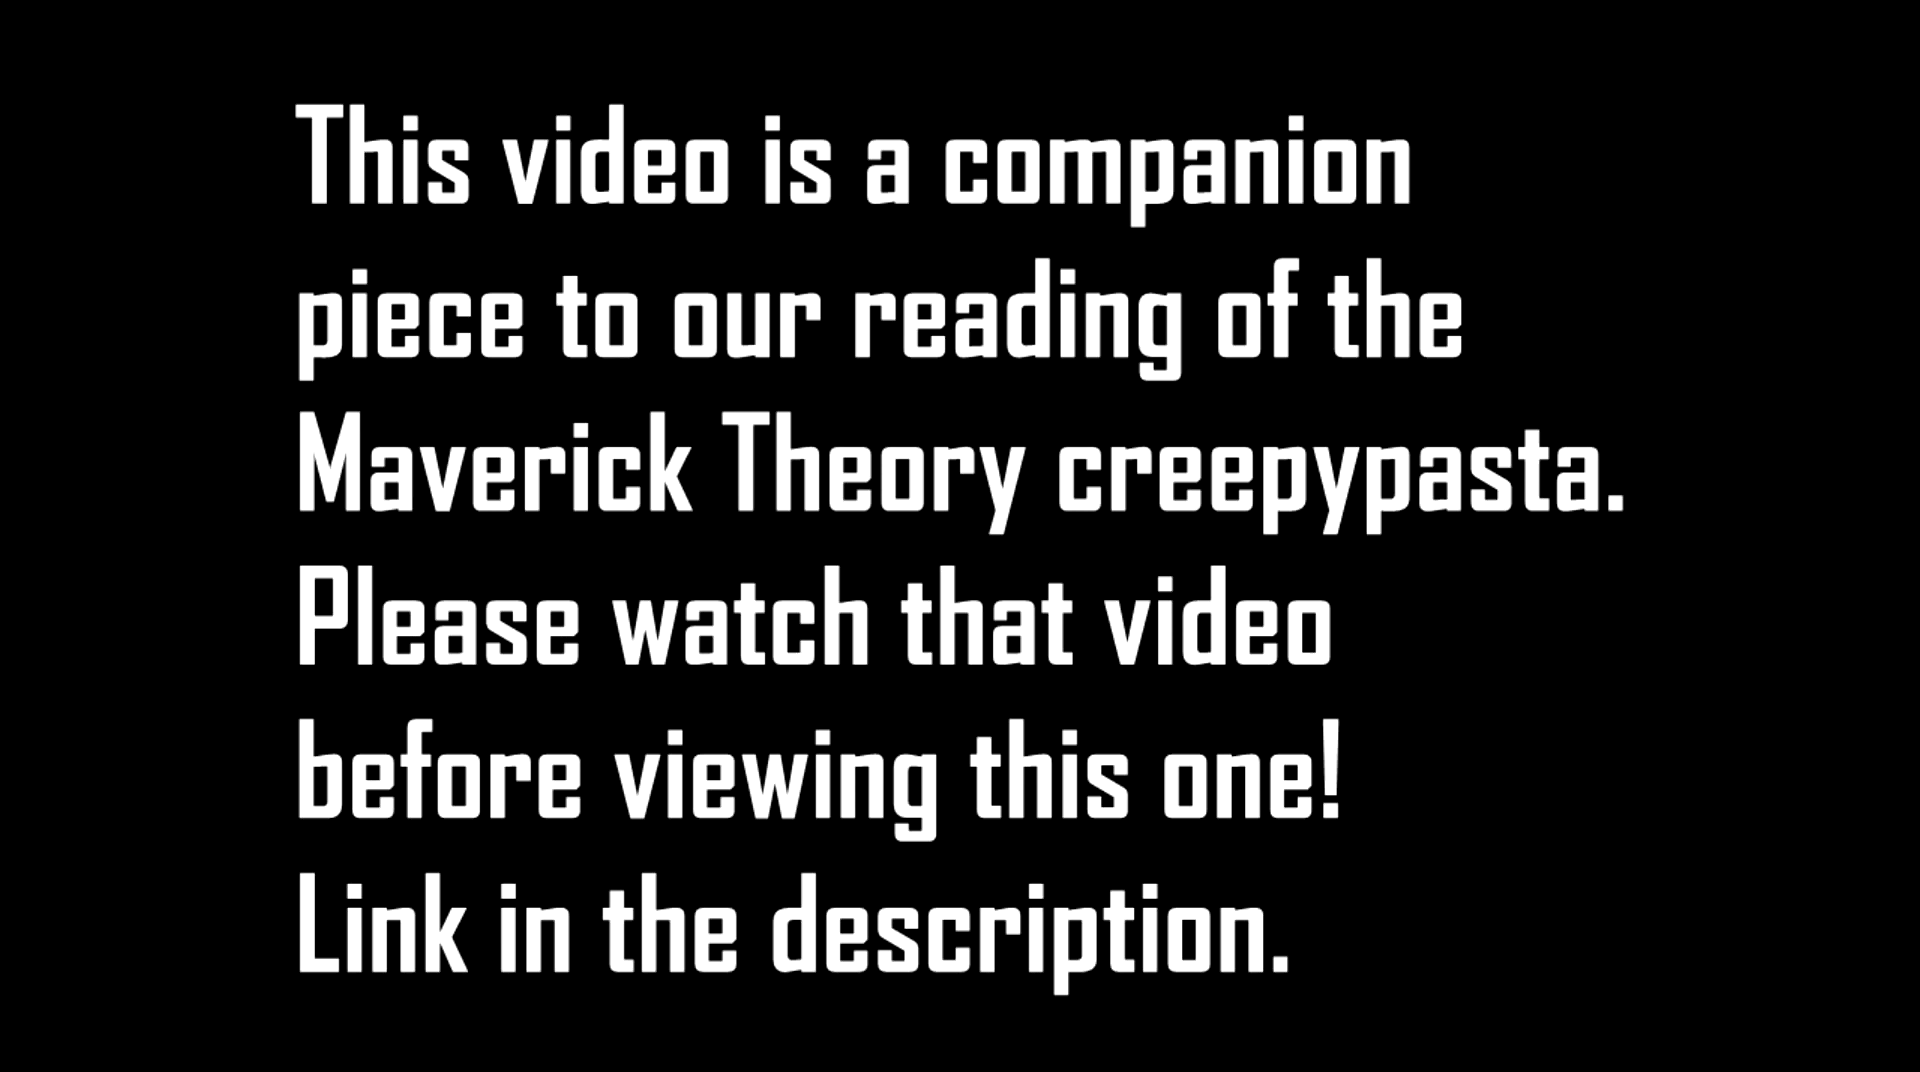 This video is a companion
piece to our reading of the
Maverick Theory creepypasta.
Please watch that video
before viewing this one!
Link in the description.